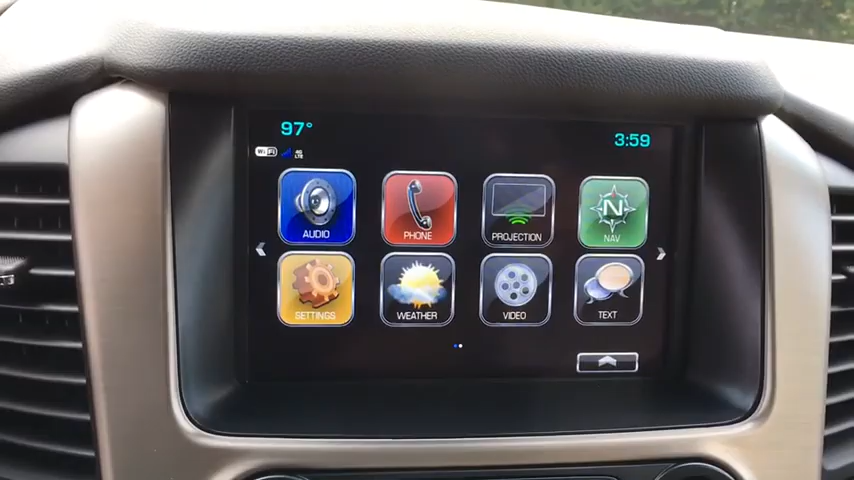 97°
3:59
WiFi 4G
LTE
AUDIO PHONE PROJECTION N
NAV
SETTINGS WEATHER VIDEO TEXT